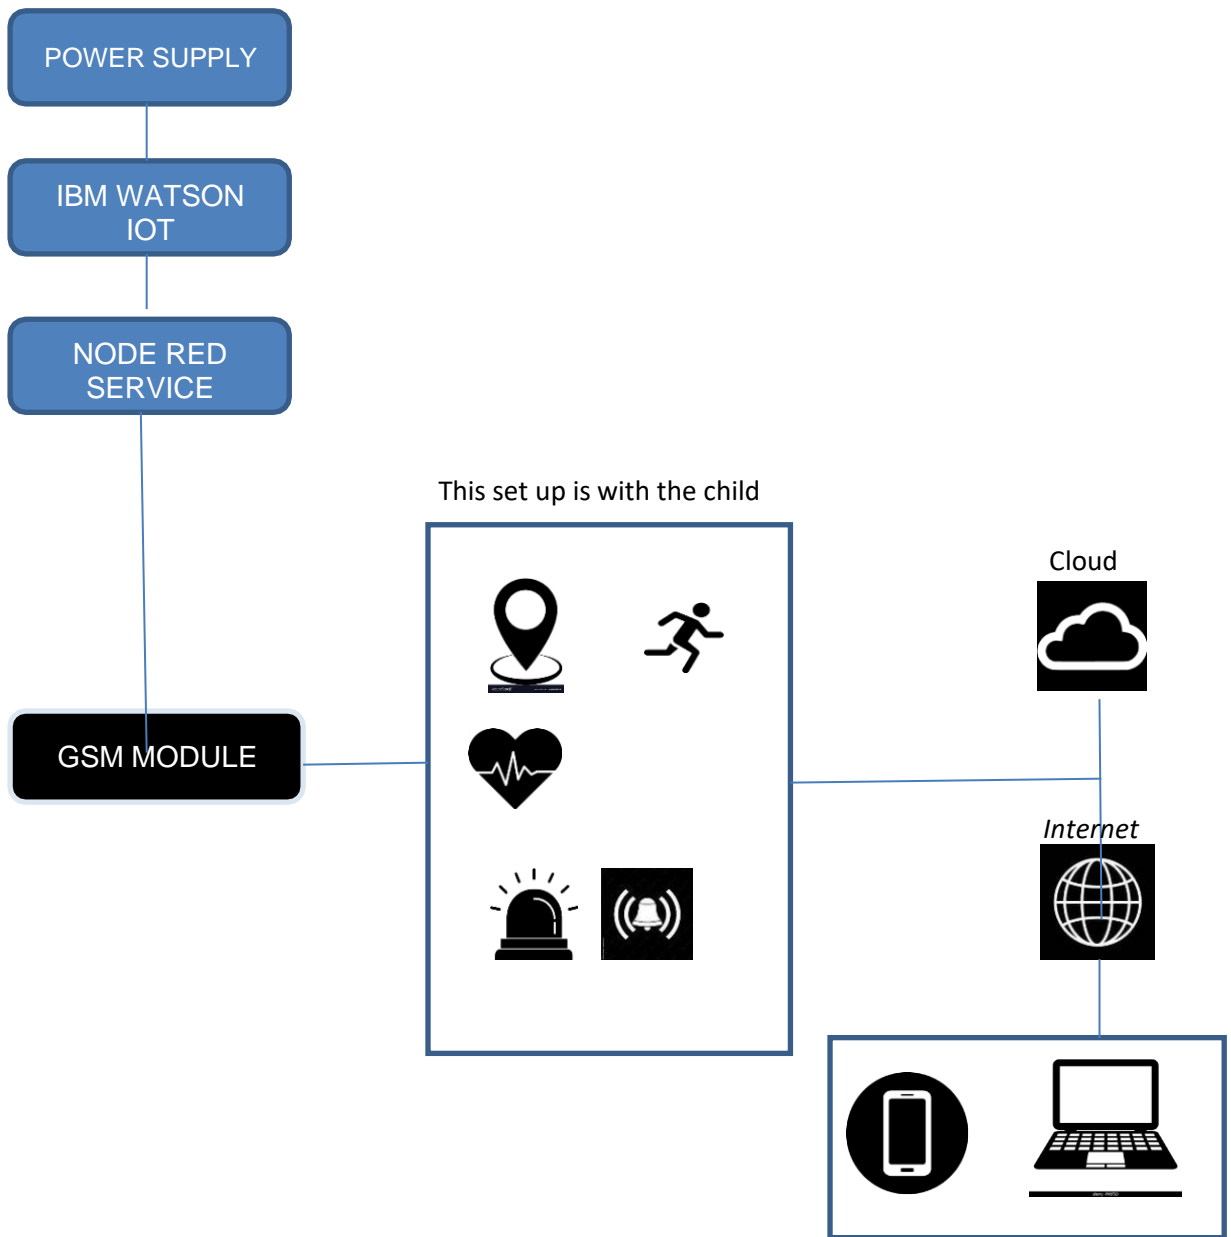 POWER SUPPLY
IBM WATSON
IOT
NODE RED
SERVICE
This set up is with the child
Cloud
GSM MODULE
Internet